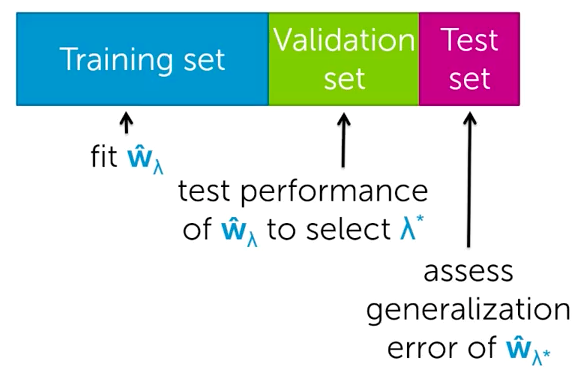 Training set
Validation
set
Test
set
fit ŵλ
test performance
of ŵλ to select λ*
assess
generalization
error of ŵλ*